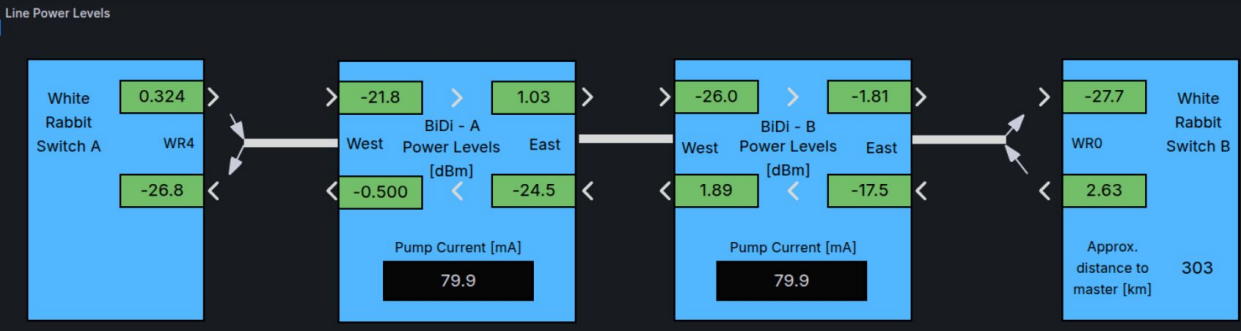 Line Power Levels
White
Rabbit
Switch A
0.324
WR4
-26.8
-21.8
1.03
BiDi - A
West Power Levels East
[dBm]
-0.500
-24.5
Pump Current [mA]
79.9
-26.0
-1.81
BiDi - B
West Power Levels East
[dBm]
1.89
-17.5
Pump Current [mA]
79.9
-27.7
WR0
2.63
White
Rabbit
Switch B
Approx.
distance to
master [km]
303